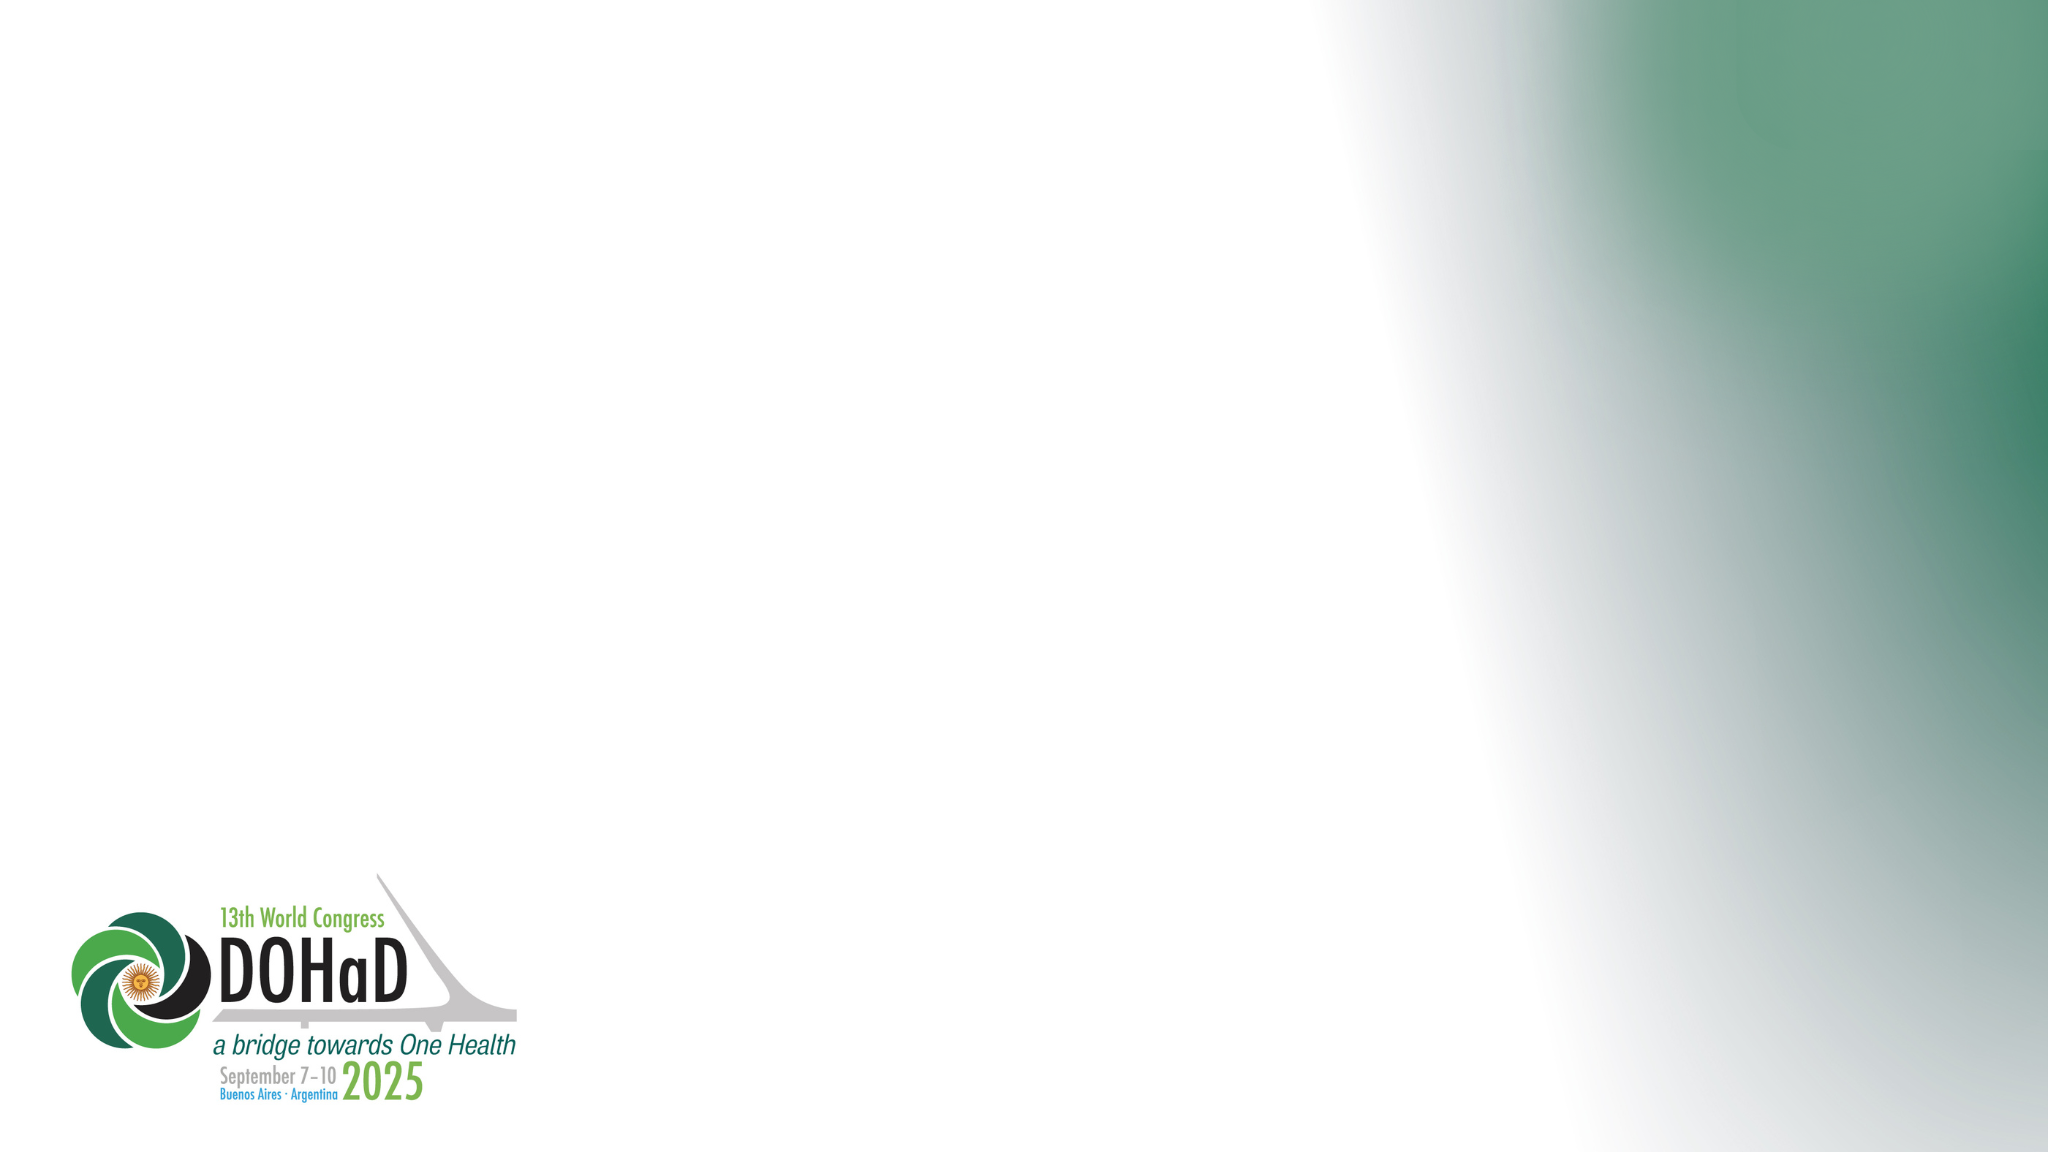 13th World Congress
DOHaD
a bridge towards One Health
September 7–10 2025
Buenos Aires · Argentina